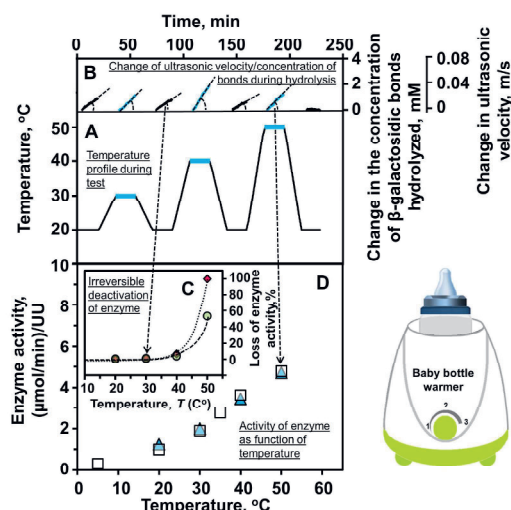 Time, min
0 50 100 150 200 250
B
Change of ultrasonic velocity/concentration of
bonds during hydrolysis
4
2
0
0.08
0.04
0
Change in the concentration
of β-galactosidic bonds
hydrolyzed, mM
Change in ultrasonic
velocity, m/s
A
Temperature
profile during
test
Temperature, °C
50
40
30
20
10
D
Enzyme activity,
(µmol/min)/UU
8
6
4
2
0
Irreversible
deactivation
of enzyme
C
100
80
60
40
20
0
Loss of enzyme
activity,%
10 20 30 40 50
Temperature, T (Cº)
Activity of enzyme
as function of
temperature
0 10 20 30 40 50 60
Temperature, °C
Baby bottle
warmer
1 2 3